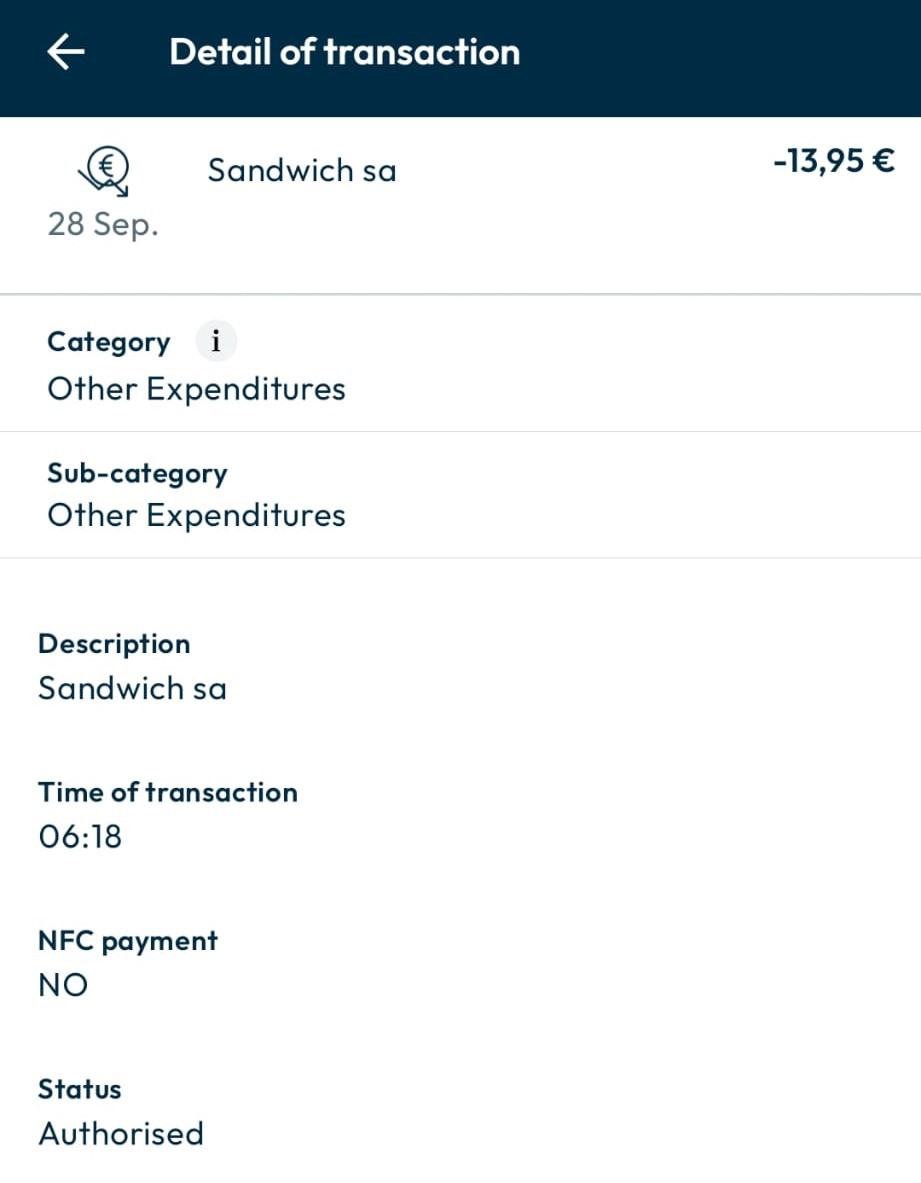 Detail of transaction
Sandwich sa
-13,95 €
28 Sep.
Category i
Other Expenditures
Sub-category
Other Expenditures
Description
Sandwich sa
Time of transaction
06:18
NFC payment
NO
Status
Authorised